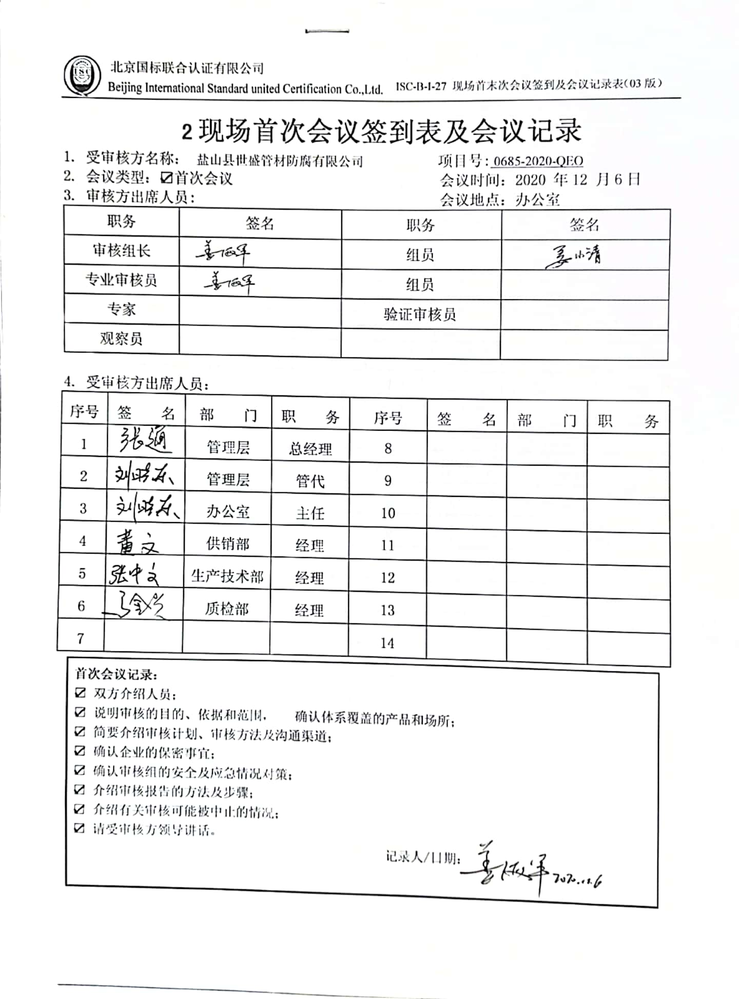 ISC
北京国标联合认证有限公司
Beijing International Standard united Certification Co.,Ltd. ISC-B-I-27 现场首末次会议签到及会议记录表(03 版)
2 现场首次会议签到表及会议记录
1. 受审核方名称： 盐山县世盛管材防腐有限公司 项目号: 0685-2020-QEO
2. 会议类型：☑首次会议 会议时间：2020 年 12 月 6 日
3. 审核方出席人员： 会议地点：办公室
职务 签名 职务 签名
审核组长 组员 姜小清
专业审核员 组员
专家 验证审核员
观察员
4. 受审核方出席人员：
序号 签 名 部 门 职 务 序号 签 名 部 门 职 务
1 张通 管理层 总经理 8
2 刘晓东 管理层 管代 9
3 刘晓东 办公室 主任 10
4 董文 供销部 经理 11
5 张中文 生产技术部 经理 12
6 质检部 经理 13
7 14
首次会议记录：
☑ 双方介绍人员；
☑ 说明审核的目的、依据和范围， 确认体系覆盖的产品和场所；
☑ 简要介绍审核计划、审核方法及沟通渠道；
☑ 确认企业的保密事宜；
☑ 确认审核组的安全及应急情况对策；
☑ 介绍审核报告的方法及步骤；
☑ 介绍有关审核可能被中止的情况；
☑ 请受审核方领导讲话。
记录人/日期：